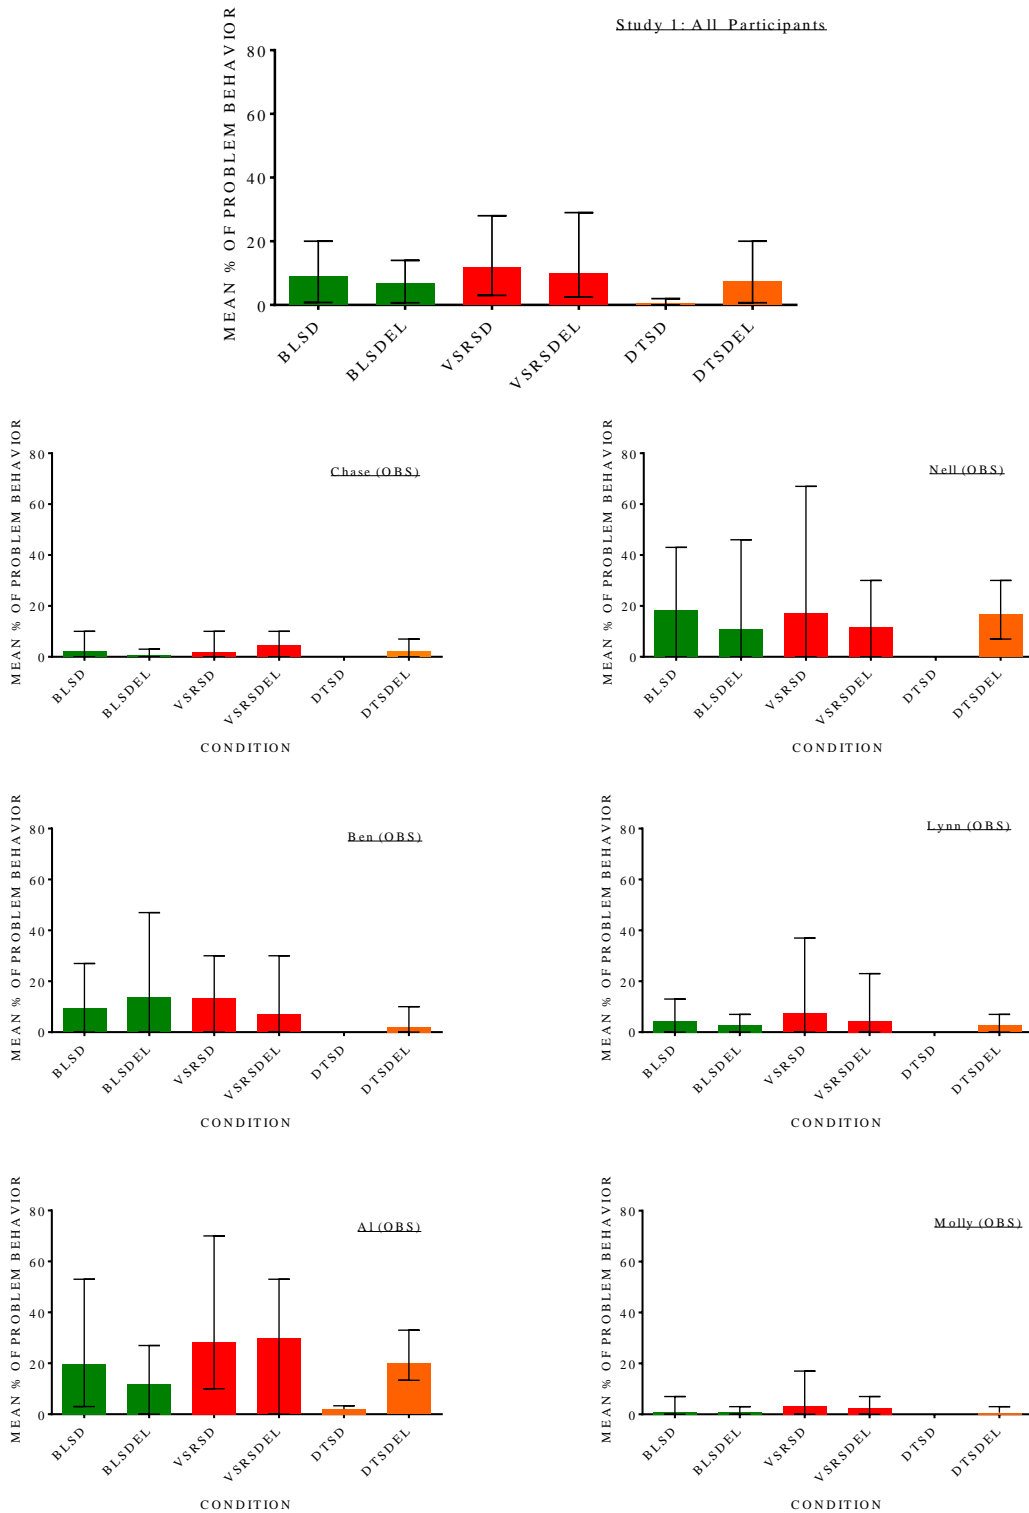 Study 1: All Participants
MEAN % OF PROBLEM BEHAVIOR
80
60
40
20
0
BLSD
BLSDEL
VSRSD
VSRSDEL
DTSD
DTSDEL
Chase (OBS)
MEAN % OF PROBLEM BEHAVIOR
80
60
40
20
0
BLSD
BLSDEL
VSRSD
VSRSDEL
DTSD
DTSDEL
CONDITION
Nell (OBS)
MEAN % OF PROBLEM BEHAVIOR
80
60
40
20
0
BLSD
BLSDEL
VSRSD
VSRSDEL
DTSD
DTSDEL
CONDITION
Ben (OBS)
MEAN % OF PROBLEM BEHAVIOR
80
60
40
20
0
BLSD
BLSDEL
VSRSD
VSRSDEL
DTSD
DTSDEL
CONDITION
Lynn (OBS)
MEAN % OF PROBLEM BEHAVIOR
80
60
40
20
0
BLSD
BLSDEL
VSRSD
VSRSDEL
DTSD
DTSDEL
CONDITION
Al (OBS)
MEAN % OF PROBLEM BEHAVIOR
80
60
40
20
0
BLSD
BLSDEL
VSRSD
VSRSDEL
DTSD
DTSDEL
CONDITION
Molly (OBS)
MEAN % OF PROBLEM BEHAVIOR
80
60
40
20
0
BLSD
BLSDEL
VSRSD
VSRSDEL
DTSD
DTSDEL
CONDITION